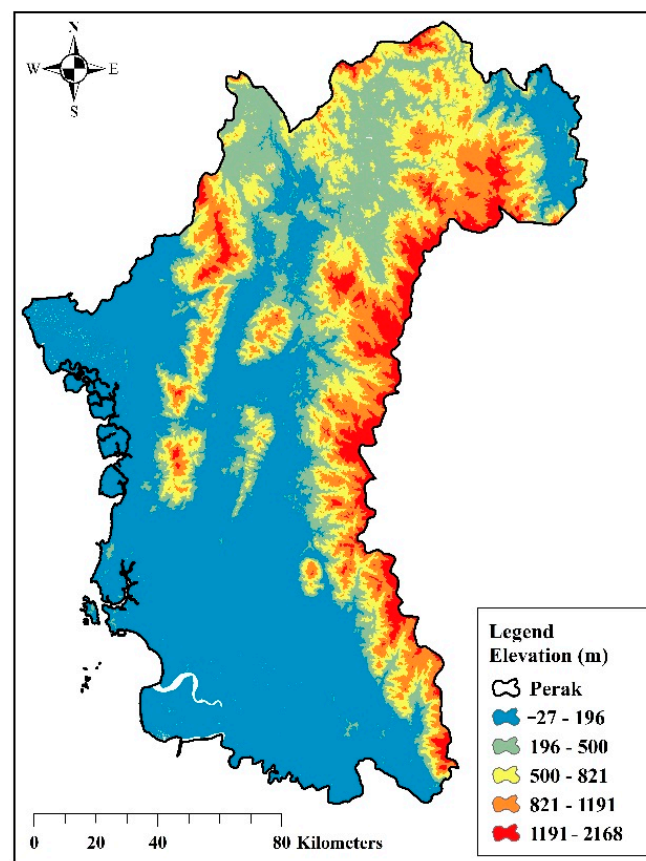 N
W E
S
Legend
Elevation (m)
Perak
-27 - 196
196 - 500
500 - 821
821 - 1191
1191 - 2168
0 20 40 80 Kilometers